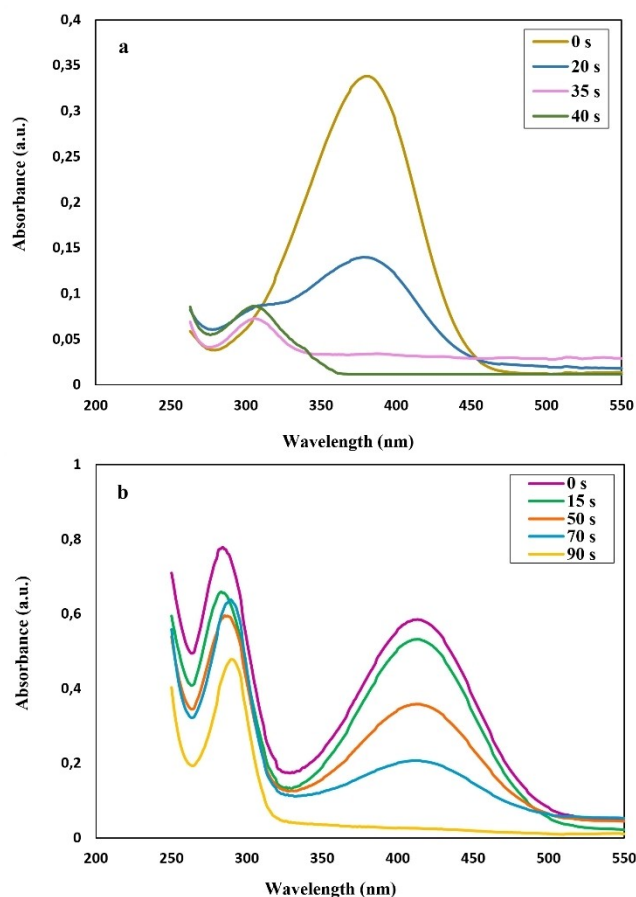 a
0 s
20 s
35 s
40 s
0,4
0,35
0,3
0,25
0,2
0,15
0,1
0,05
0
Absorbance (a.u.)
200 250 300 350 400 450 500 550
Wavelength (nm)
b
0 s
15 s
50 s
70 s
90 s
1
0,8
0,6
0,4
0,2
0
Absorbance (a.u.)
200 250 300 350 400 450 500 550
Wavelength (nm)